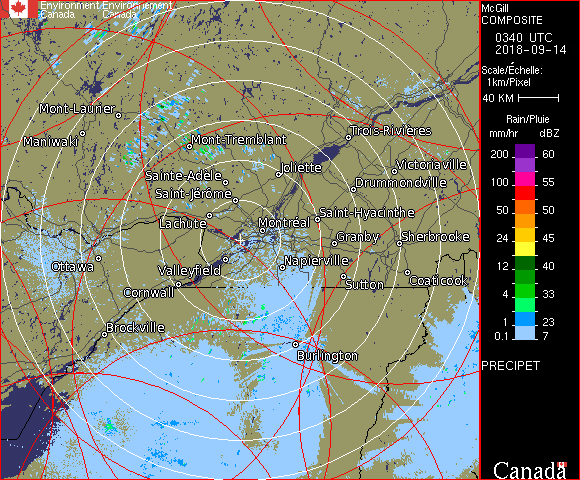 Environment Environnement
Canada Canada
McGill
COMPOSITE
0340 UTC
2018-09-14
Scale/Échelle:
1km/Pixel
40 KM
Rain/Pluie
mm/hr dBZ
200 60
100 55
50 50
24 45
12 40
4 33
1 23
0.1 7
PRECIPET
Canada
Mont-Laurier
Maniwaki
Mont-Tremblant
Trois-Rivières
Sainte-Adèle
Joliette
Victoriaville
Saint-Jérôme
Drummondville
Lachute
Montréal
Saint-Hyacinthe
Granby
Sherbrooke
Ottawa
Valleyfield
Napierville
Cornwall
Sutton
Coaticook
Brockville
Burlington